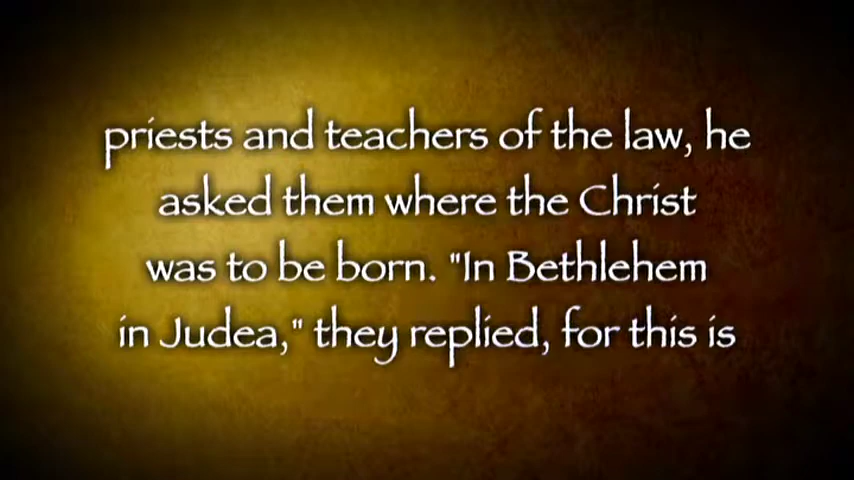 priests and teachers of the law, he
asked them where the Christ
was to be born. "In Bethlehem
in Judea," they replied, for this is